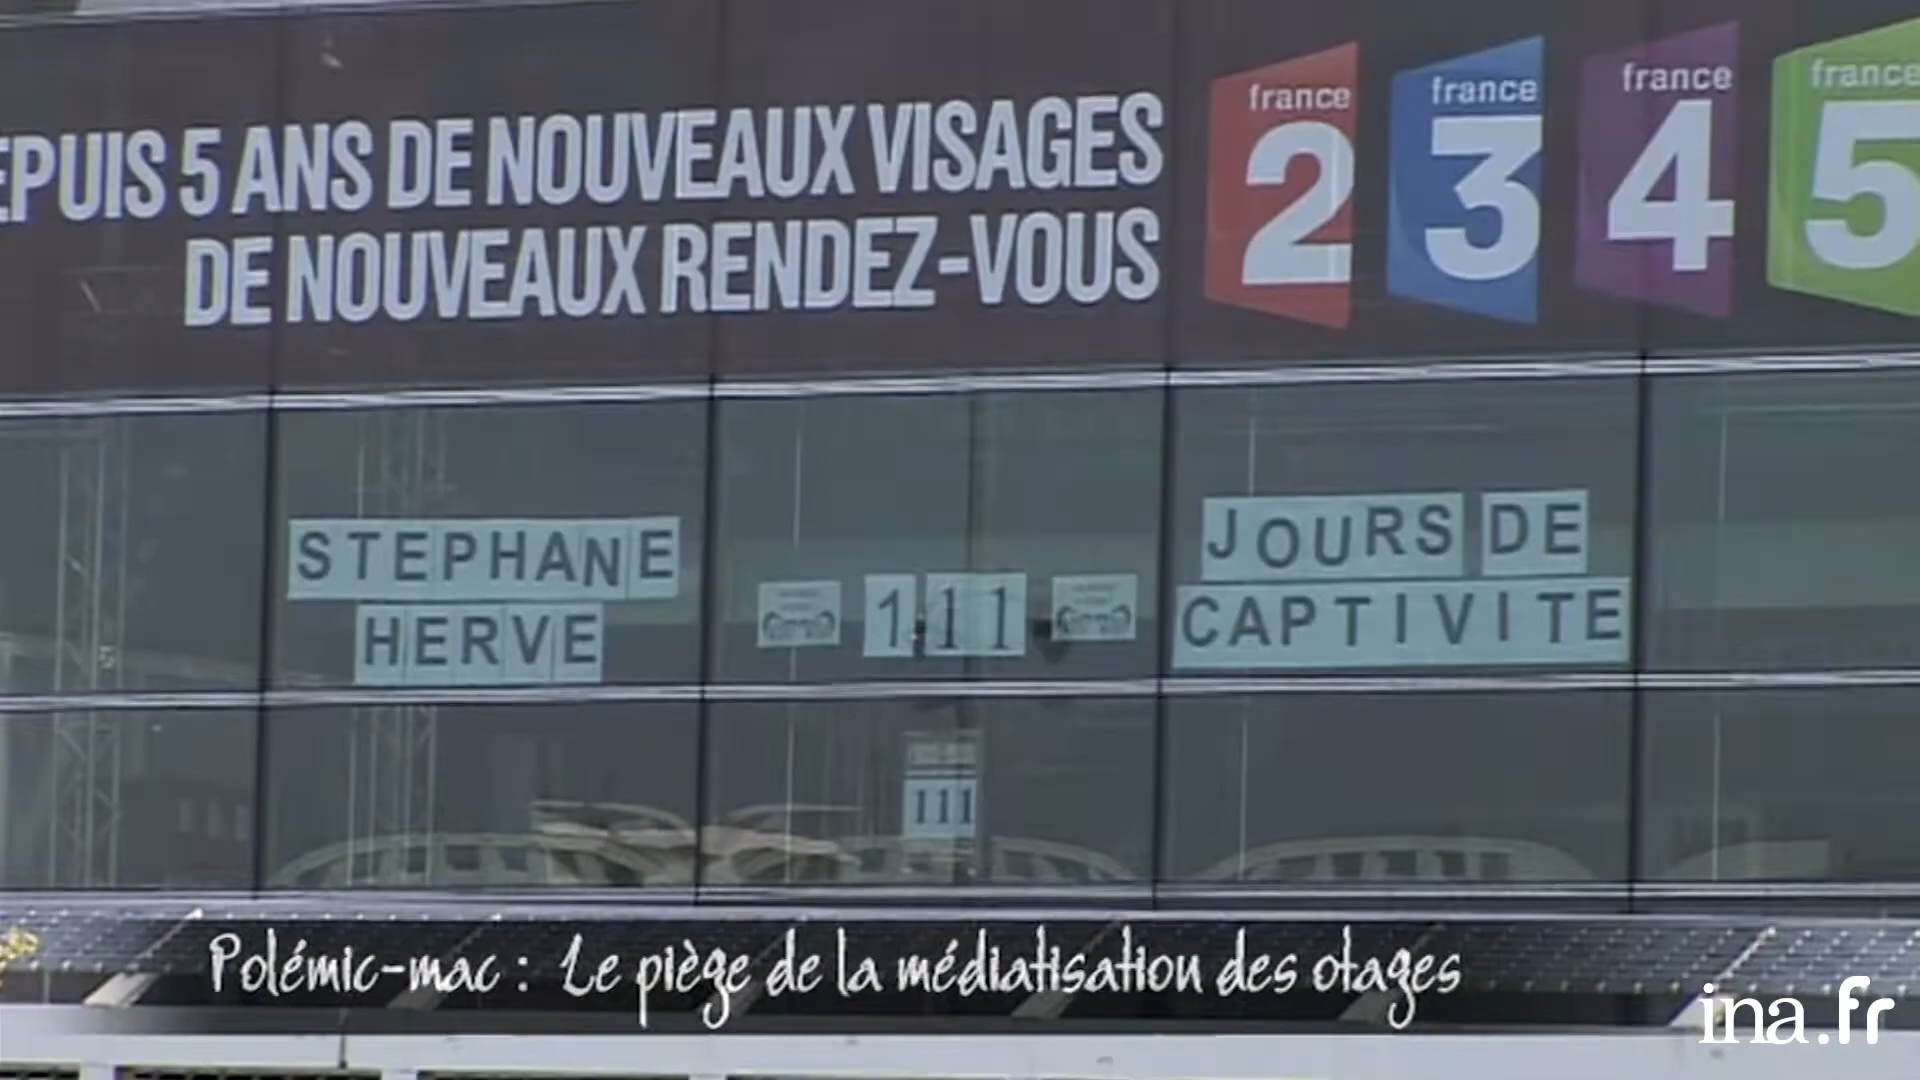 EPUIS 5 ANS DE NOUVEAUX VISAGES
DE NOUVEAUX RENDEZ-VOUS
france 2
france 3
france 4
france 5
STEPHANE
HERVE
111
JOURS DE
CAPTIVITE
111
Polémic-mac : Le piège de la médiatisation des otages
ina.fr